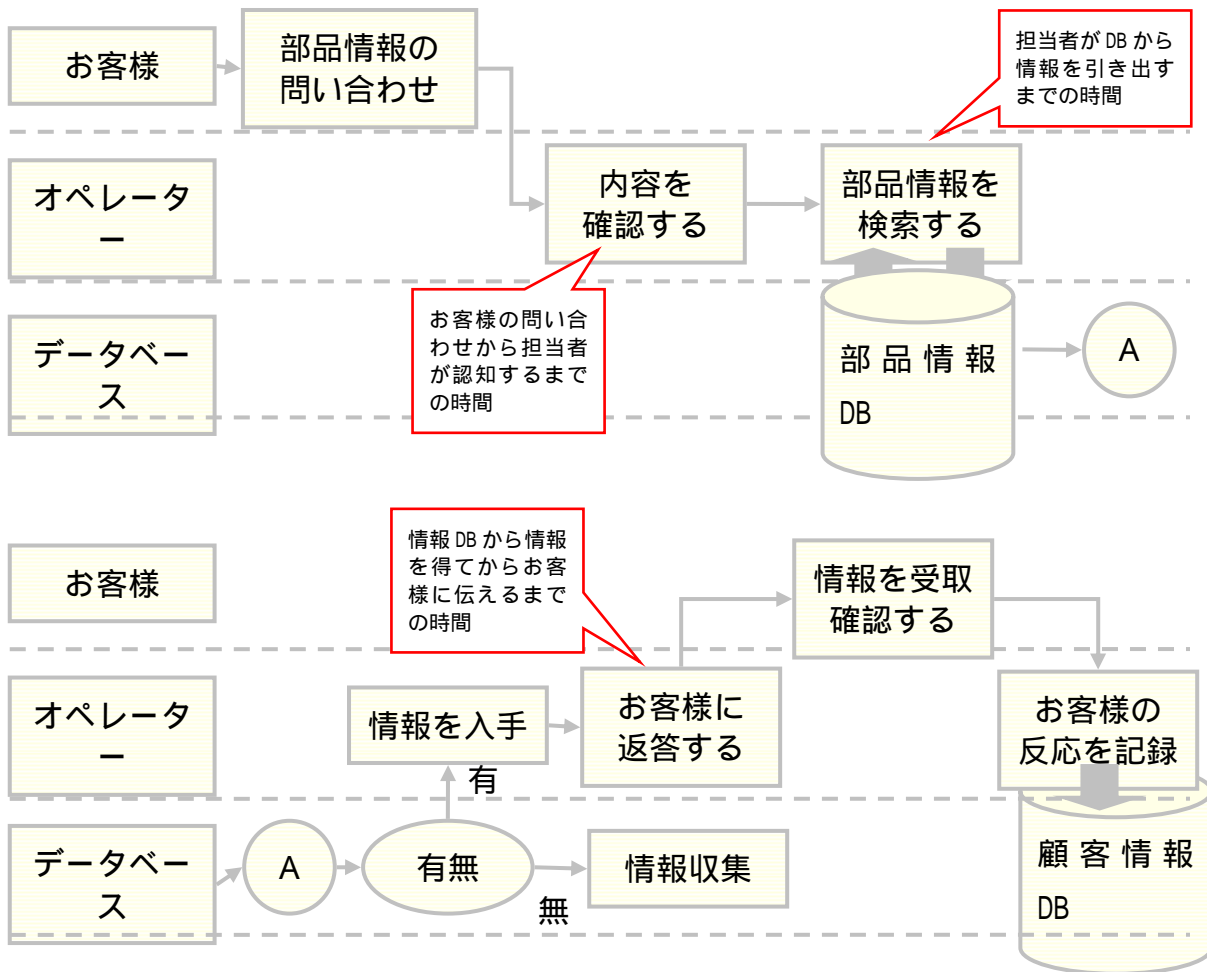 お客様
部品情報の
問い合わせ
担当者が DB から
情報を引き出す
までの時間
オペレータ
ー
内容を
確認する
部品情報を
検索する
お客様の問い合
わせから担当者
が認知するまで
の時間
データベー
ス
部品情報
DB
A
情報 DB から情報
を得てからお客
様に伝えるまで
の時間
お客様
情報を受取
確認する
オペレータ
ー
情報を入手
お客様に
返答する
お客様の
反応を記録
有
データベー
ス
A
有無
情報収集
無
顧客情報
DB